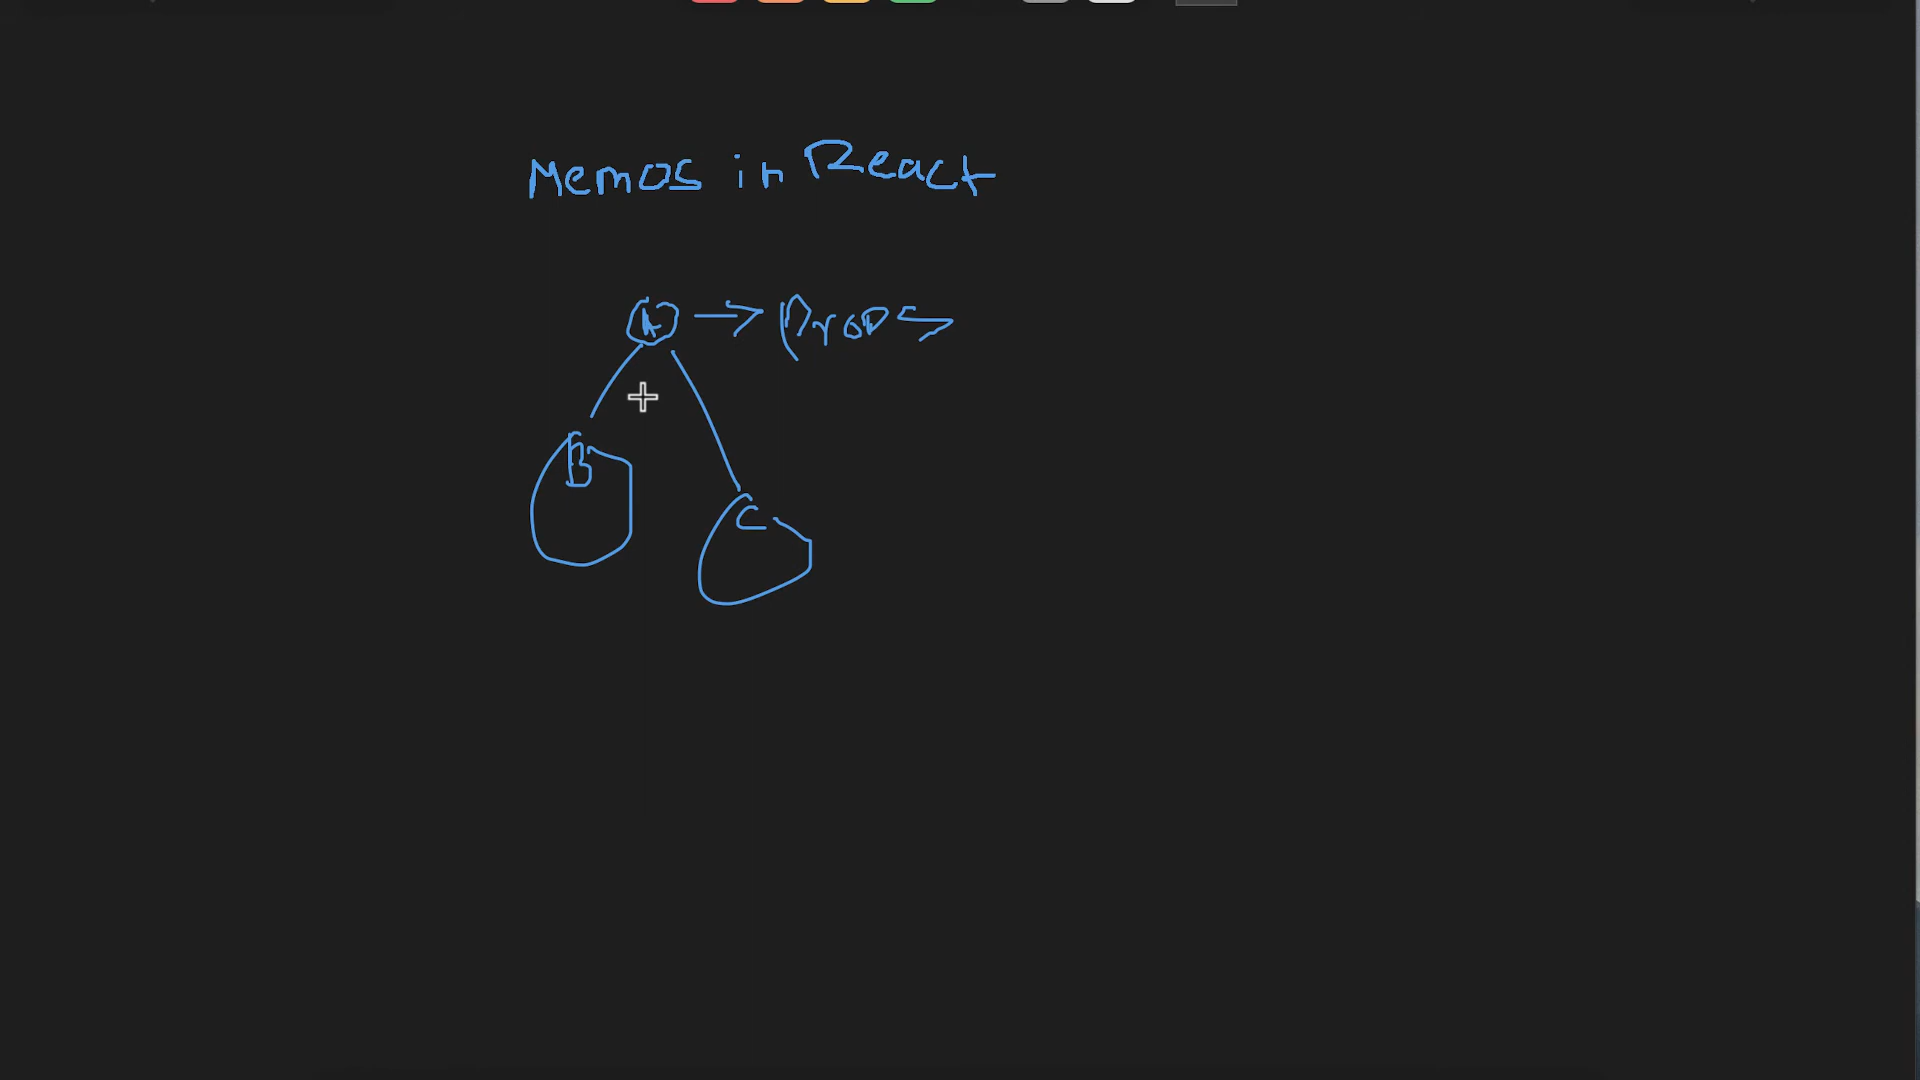 Memos in React
A → Props
B
C